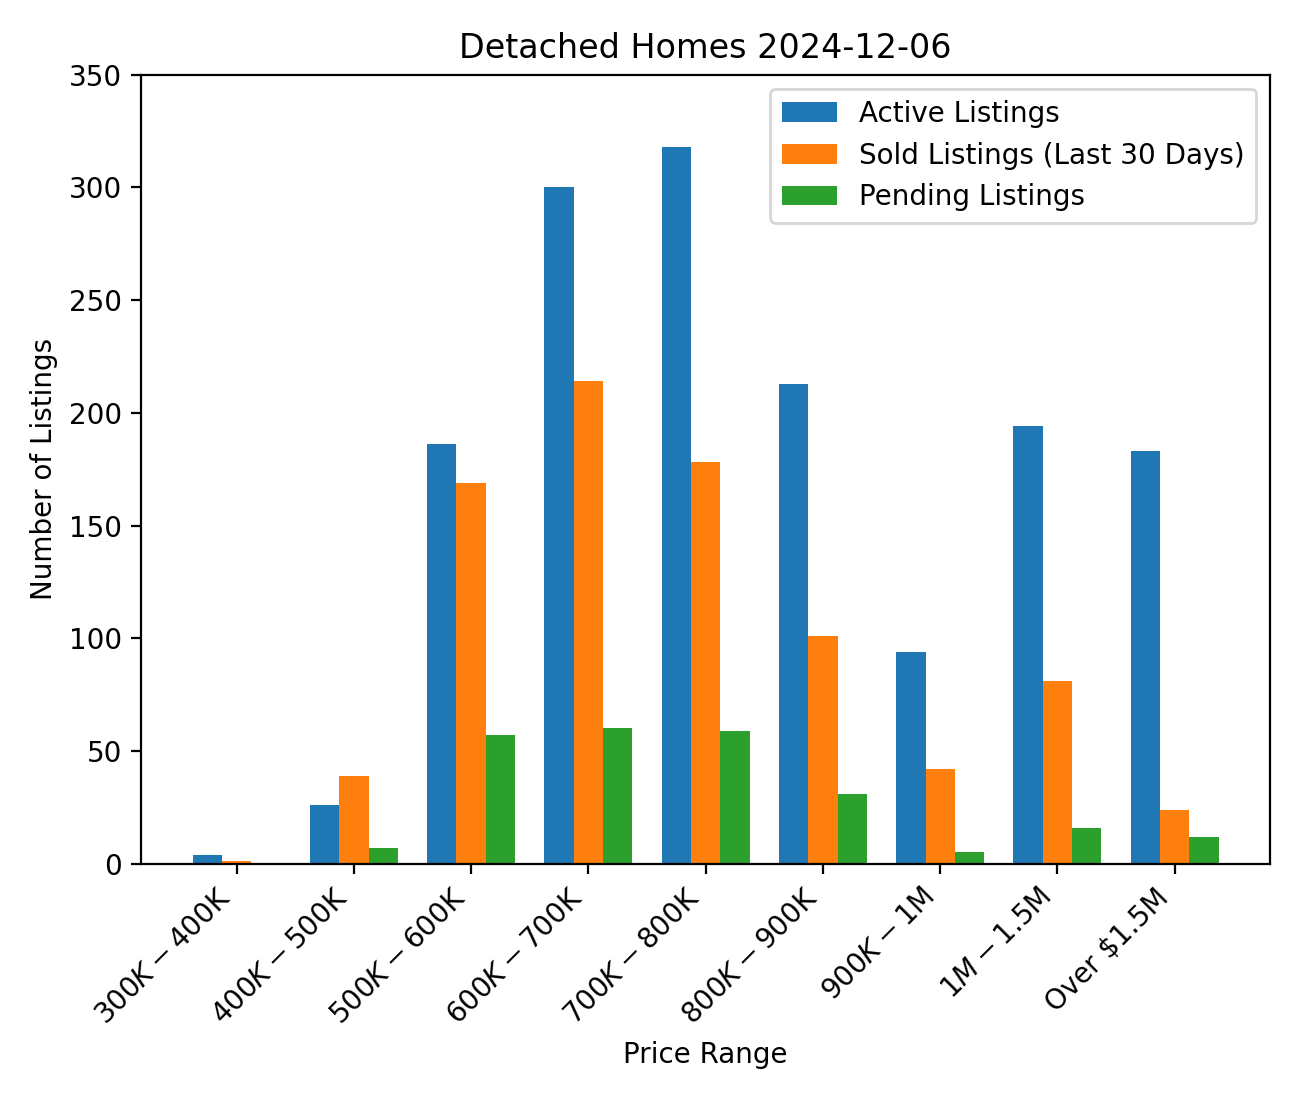 Detached Homes 2024-12-06
350
300
250
200
150
100
50
0
Number of Listings
Active Listings
Sold Listings (Last 30 Days)
Pending Listings
300K − 400K
400K − 500K
500K − 600K
600K − 700K
700K − 800K
800K − 900K
900K − 1M
1M − 1.5M
Over $1.5M
Price Range